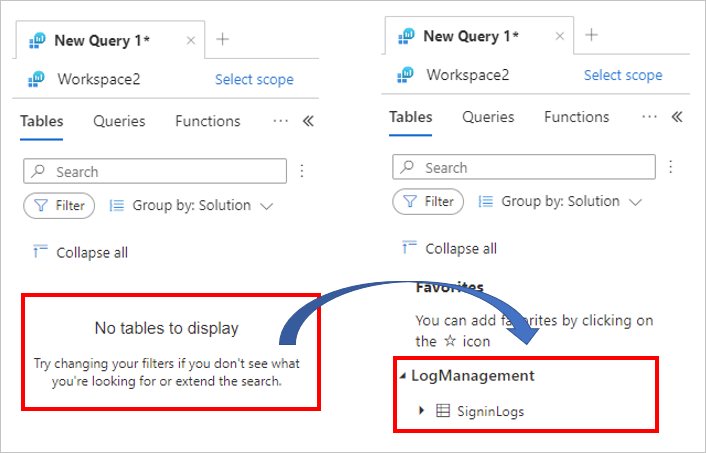 New Query 1*
Workspace2 Select scope
Tables Queries Functions
Search
Filter Group by: Solution
Collapse all
No tables to display
Try changing your filters if you don't see what
you're looking for or extend the search.
New Query 1*
Workspace2 Select scope
Tables Queries Functions
Search
Filter Group by: Solution
Collapse all
Favorites
You can add favorites by clicking on
the ☆ icon
LogManagement
SigninLogs